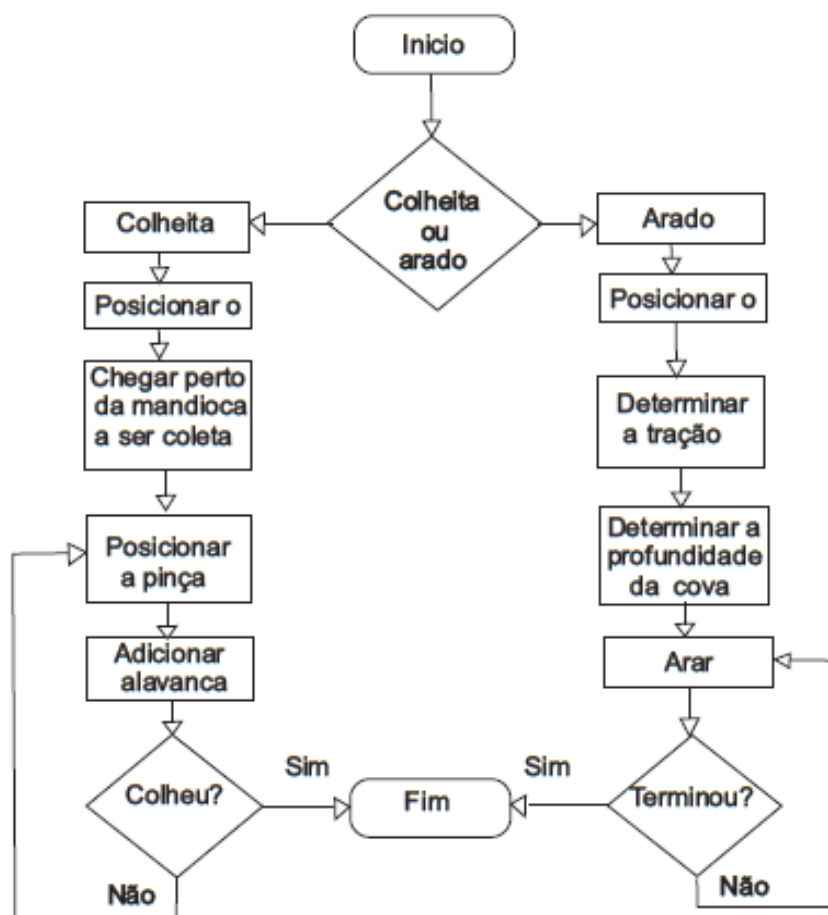 Inicio
Colheita
ou
arado
Colheita
Posicionar o
Chegar perto
da mandioca
a ser coleta
Posicionar
a pinça
Adicionar
alavanca
Colheu?
Sim
Não
Arado
Posicionar o
Determinar
a tração
Determinar a
profundidade
da cova
Arar
Terminou?
Sim
Não
Fim